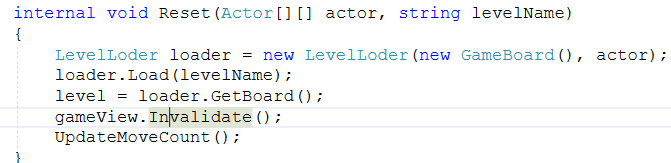 internal void Reset(Actor[][] actor, string levelName)
{
LevelLoder loader = new LevelLoder(new GameBoard(), actor);
loader.Load(levelName);
level = loader.GetBoard();
gameView.Invalidate();
UpdateMoveCount();
}